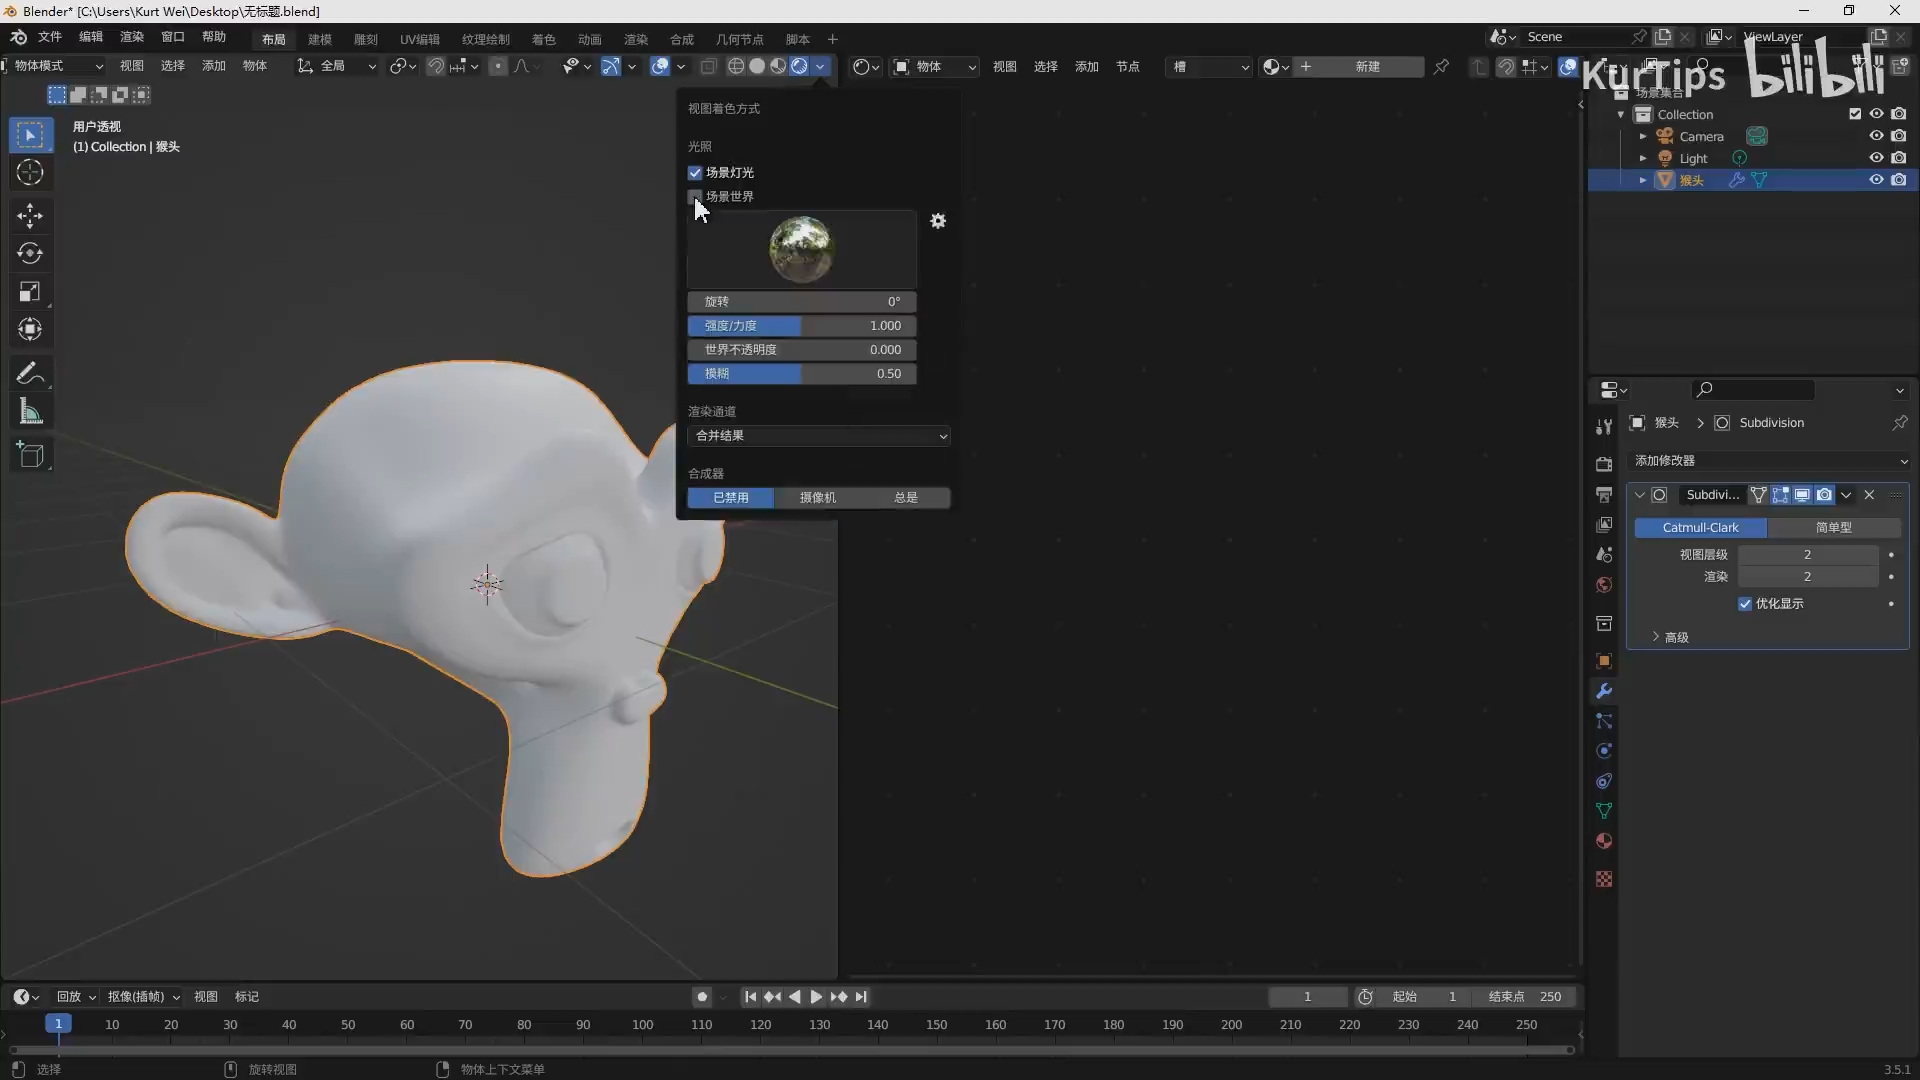 Blender* [C:\Users\Kurt Wei\Desktop\无标题.blend]
文件 编辑 渲染 窗口 帮助 布局 建模 雕刻 UV编辑 纹理绘制 着色 动画 渲染 合成 几何节点 脚本 + Scene ViewLayer
物体模式 视图 选择 添加 物体 全局 物体 视图 选择 添加 节点 槽 新建
KurTips bilibili
场景集合
用户透视
(1) Collection | 猴头
视图着色方式
光照
场景灯光
场景世界
旋转 0°
强度/力度 1.000
世界不透明度 0.000
模糊 0.50
渲染通道
合并结果
合成器
已禁用 摄像机 总是
Collection
Camera
Light
猴头
猴头 Subdivision
添加修改器
Subdivi...
Catmull-Clark 简单型
视图层级 2
渲染 2
优化显示
高级
回放 抠像(插帧) 视图 标记 1 起始 1 结束点 250
1 10 20 30 40 50 60 70 80 90 100 110 120 130 140 150 160 170 180 190 200 210 220 230 240 250
选择 旋转视图 物体上下文菜单 3.5.1